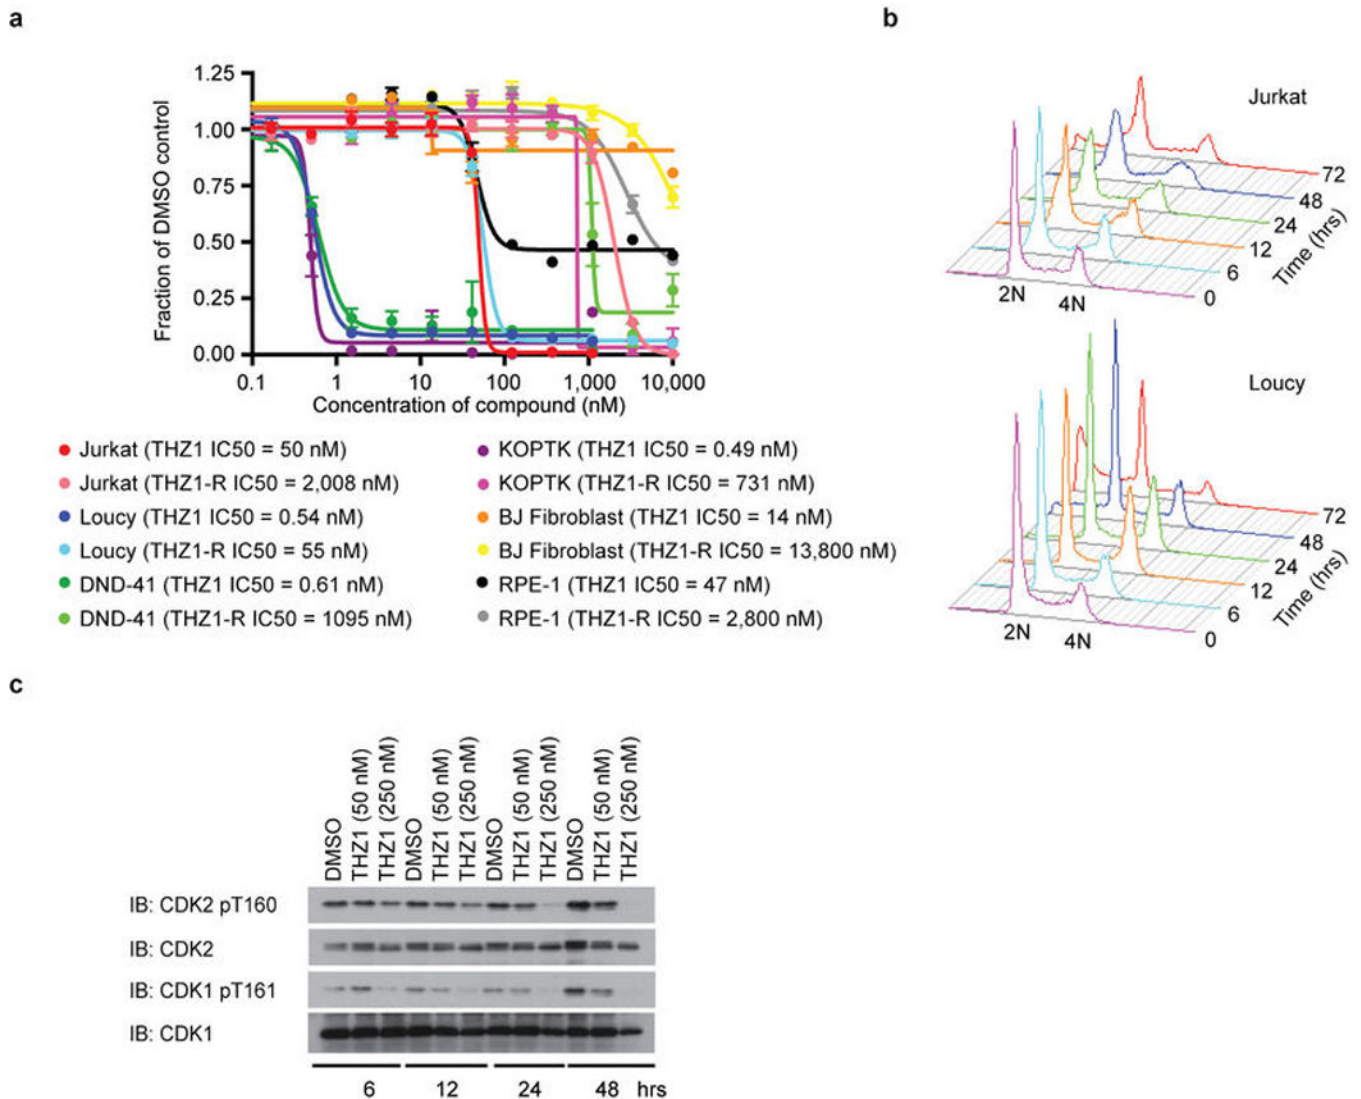 a
1.25
1.00
0.75
0.50
0.25
0.00
Fraction of DMSO control
0.1 1 10 100 1,000 10,000
Concentration of compound (nM)
Jurkat (THZ1 IC50 = 50 nM)
Jurkat (THZ1-R IC50 = 2,008 nM)
Loucy (THZ1 IC50 = 0.54 nM)
Loucy (THZ1-R IC50 = 55 nM)
DND-41 (THZ1 IC50 = 0.61 nM)
DND-41 (THZ1-R IC50 = 1095 nM)
KOPTK (THZ1 IC50 = 0.49 nM)
KOPTK (THZ1-R IC50 = 731 nM)
BJ Fibroblast (THZ1 IC50 = 14 nM)
BJ Fibroblast (THZ1-R IC50 = 13,800 nM)
RPE-1 (THZ1 IC50 = 47 nM)
RPE-1 (THZ1-R IC50 = 2,800 nM)
b
Jurkat
72
48
24
12
6
0
Time (hrs)
2N 4N
Loucy
72
48
24
12
6
0
Time (hrs)
2N 4N
c
DMSO
THZ1 (50 nM)
THZ1 (250 nM)
DMSO
THZ1 (50 nM)
THZ1 (250 nM)
DMSO
THZ1 (50 nM)
THZ1 (250 nM)
DMSO
THZ1 (50 nM)
THZ1 (250 nM)
IB: CDK2 pT160
IB: CDK2
IB: CDK1 pT161
IB: CDK1
6 12 24 48 hrs